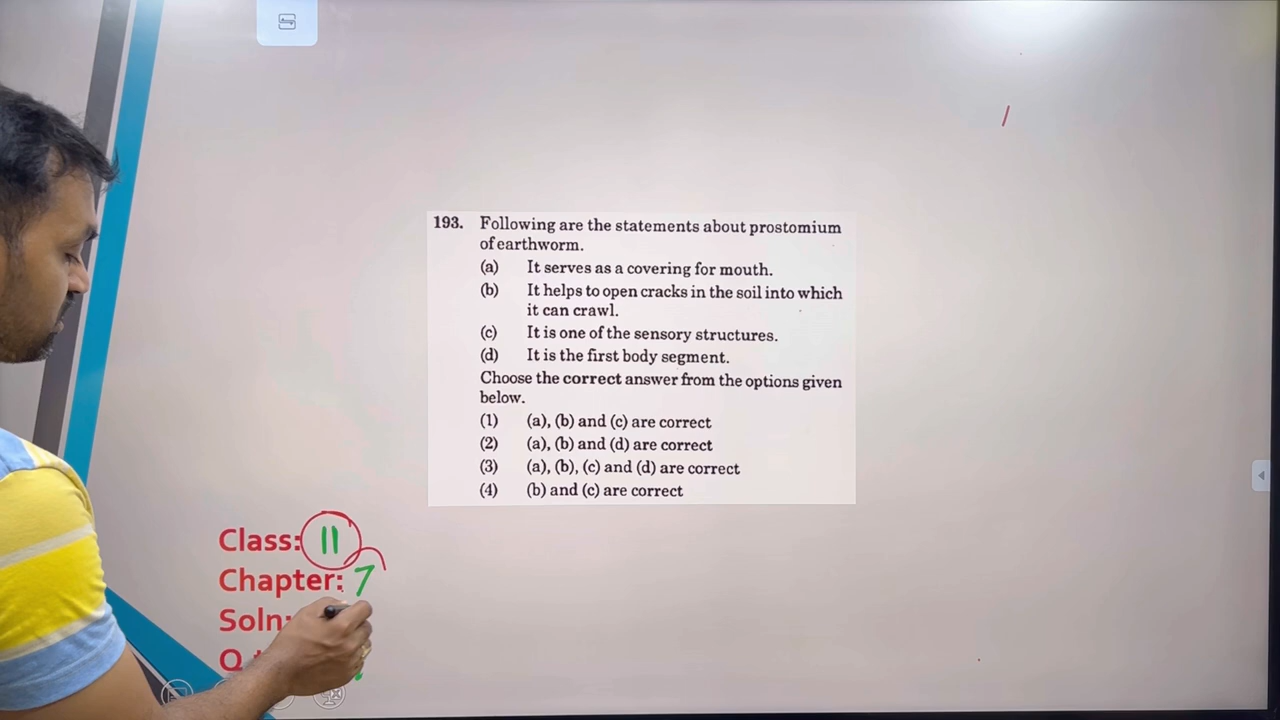 193. Following are the statements about prostomium
of earthworm.
(a) It serves as a covering for mouth.
(b) It helps to open cracks in the soil into which
it can crawl.
(c) It is one of the sensory structures.
(d) It is the first body segment.
Choose the correct answer from the options given
below.
(1) (a), (b) and (c) are correct
(2) (a), (b) and (d) are correct
(3) (a), (b), (c) and (d) are correct
(4) (b) and (c) are correct
Class: 11
Chapter: 7
Soln:
Q